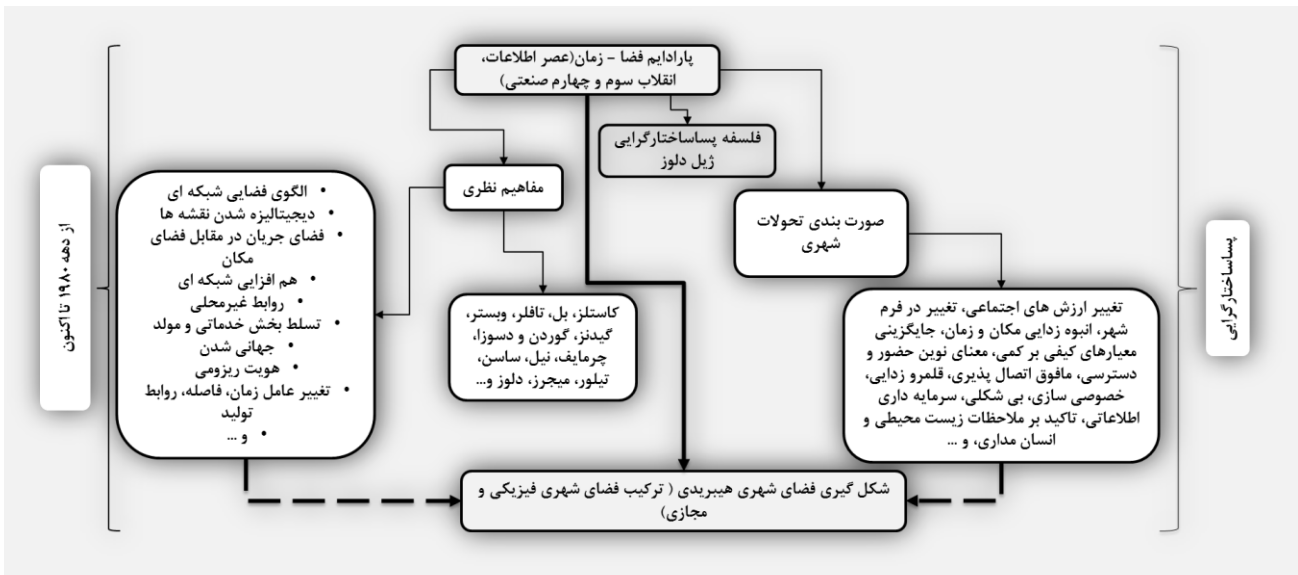 پارادایم فضا - زمان(عصر اطلاعات،
انقلاب سوم و چهارم صنعتی)
فلسفه پساساختارگرایی
ژیل دلوز
مفاهیم نظری
صورت بندی تحولات
شهری
پساساختارگرایی
از دهه ۱۹۸۰ تا اکنون
• الگوی فضایی شبکه ای
• دیجیتالیزه شدن نقشه ها
• فضای جریان در مقابل فضای
مکان
• هم افزایی شبکه ای
• روابط غیرمحلی
• تسلط بخش خدماتی و مولد
• جهانی شدن
• هویت ریزومی
• تغییر عامل زمان، فاصله، روابط
تولید
• و ...
کاستلز، بل، تافلر، وبستر،
گیدنز، گوردن و دسوزا،
چرمایف، نیل، ساسن،
تیلور، میجرز، دلوز و...
تغییر ارزش های اجتماعی، تغییر در فرم
شهر، انبوه زدایی مکان و زمان، جایگزینی
معیارهای کیفی بر کمی، معنای نوین حضور و
دسترسی، مافوق اتصال پذیری، قلمرو زدایی،
خصوصی سازی، بی شکلی، سرمایه داری
اطلاعاتی، تاکید بر ملاحظات زیست محیطی و
انسان مداری، و ...
شکل گیری فضای شهری هیبریدی ( ترکیب فضای شهری فیزیکی و
مجازی)